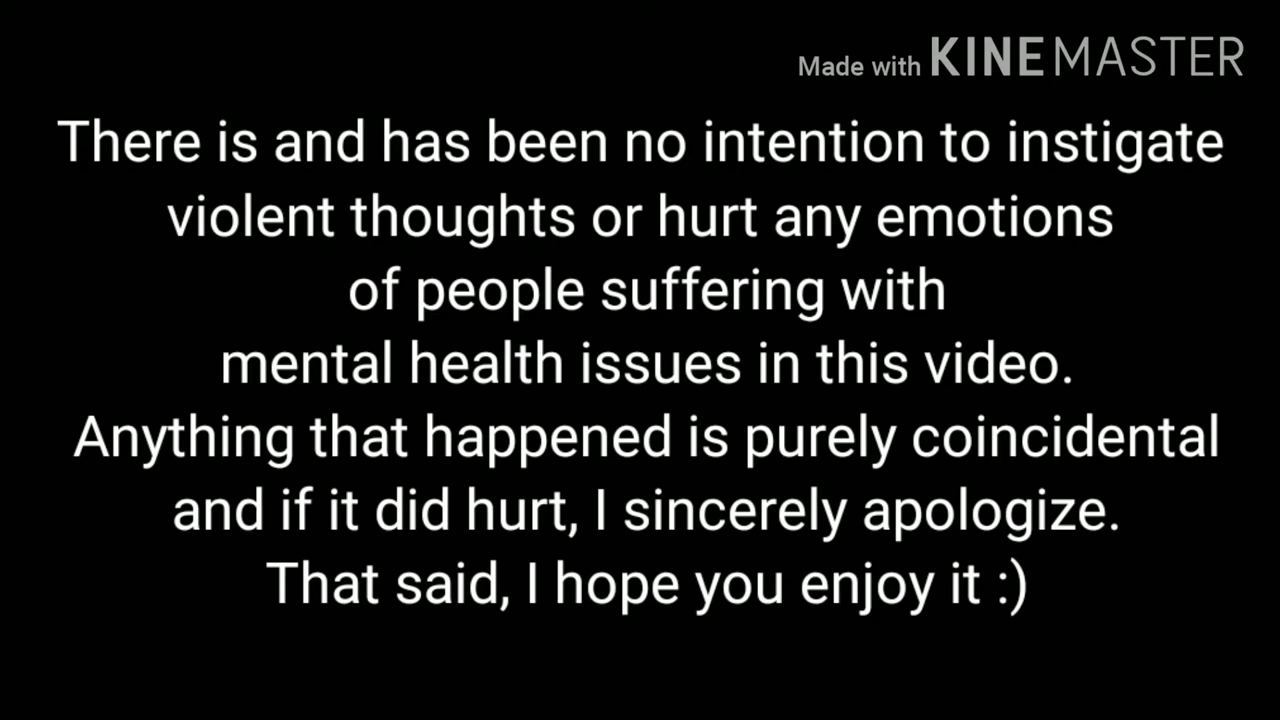 Made with KINEMASTER
There is and has been no intention to instigate
violent thoughts or hurt any emotions
of people suffering with
mental health issues in this video.
Anything that happened is purely coincidental
and if it did hurt, I sincerely apologize.
That said, I hope you enjoy it :)